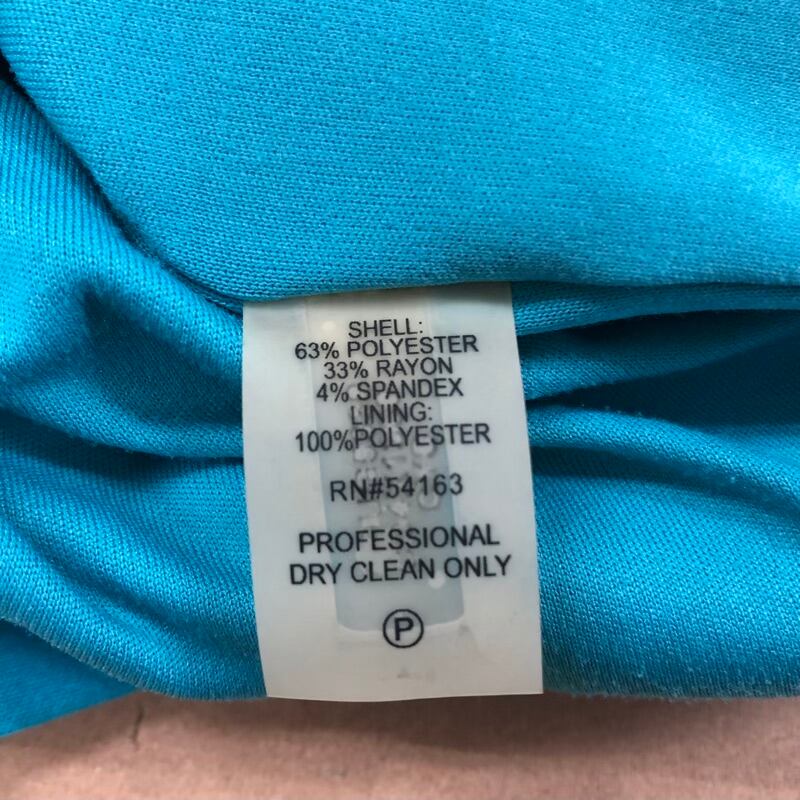 SHELL:
63% POLYESTER
33% RAYON
4% SPANDEX
LINING:
100%POLYESTER
RN#54163
PROFESSIONAL
DRY CLEAN ONLY
P